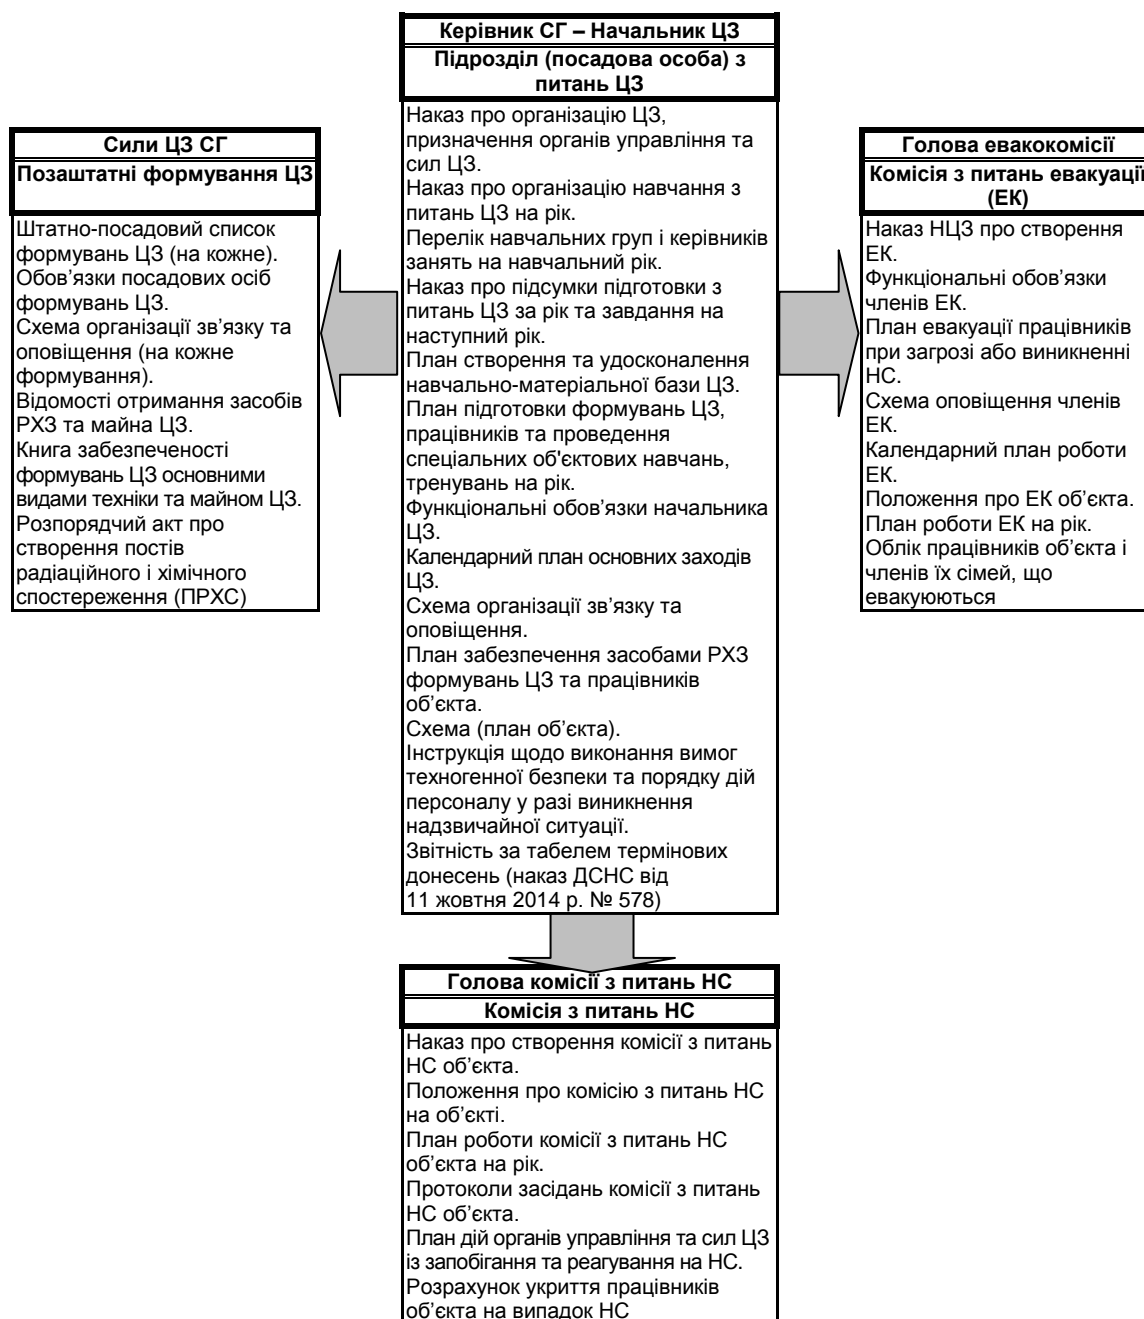 Керівник СГ – Начальник ЦЗ
Підрозділ (посадова особа) з
питань ЦЗ
Наказ про організацію ЦЗ,
призначення органів управління та
сил ЦЗ.
Наказ про організацію навчання з
питань ЦЗ на рік.
Перелік навчальних груп і керівників
занять на навчальний рік.
Наказ про підсумки підготовки з
питань ЦЗ за рік та завдання на
наступний рік.
План створення та удосконалення
навчально-матеріальної бази ЦЗ.
План підготовки формувань ЦЗ,
працівників та проведення
спеціальних об'єктових навчань,
тренувань на рік.
Функціональні обов’язки начальника
ЦЗ.
Календарний план основних заходів
ЦЗ.
Схема організації зв’язку та
оповіщення.
План забезпечення засобами РХЗ
формувань ЦЗ та працівників
об’єкта.
Схема (план об’єкта).
Інструкція щодо виконання вимог
техногенної безпеки та порядку дій
персоналу у разі виникнення
надзвичайної ситуації.
Звітність за табелем термінових
донесень (наказ ДСНС від
11 жовтня 2014 р. № 578)
Сили ЦЗ СГ
Позаштатні формування ЦЗ
Штатно-посадовий список
формувань ЦЗ (на кожне).
Обов’язки посадових осіб
формувань ЦЗ.
Схема організації зв’язку та
оповіщення (на кожне
формування).
Відомості отримання засобів
РХЗ та майна ЦЗ.
Книга забезпеченості
формувань ЦЗ основними
видами техніки та майном ЦЗ.
Розпорядчий акт про
створення постів
радіаційного і хімічного
спостереження (ПРХС)
Голова евакокомісії
Комісія з питань евакуації
(ЕК)
Наказ НЦЗ про створення
ЕК.
Функціональні обов’язки
членів ЕК.
План евакуації працівників
при загрозі або виникненні
НС.
Схема оповіщення членів
ЕК.
Календарний план роботи
ЕК.
Положення про ЕК об’єкта.
План роботи ЕК на рік.
Облік працівників об’єкта і
членів їх сімей, що
евакуюються
Голова комісії з питань НС
Комісія з питань НС
Наказ про створення комісії з питань
НС об’єкта.
Положення про комісію з питань НС
на об’єкті.
План роботи комісії з питань НС
об’єкта на рік.
Протоколи засідань комісії з питань
НС об’єкта.
План дій органів управління та сил ЦЗ
із запобігання та реагування на НС.
Розрахунок укриття працівників
об’єкта на випадок НС